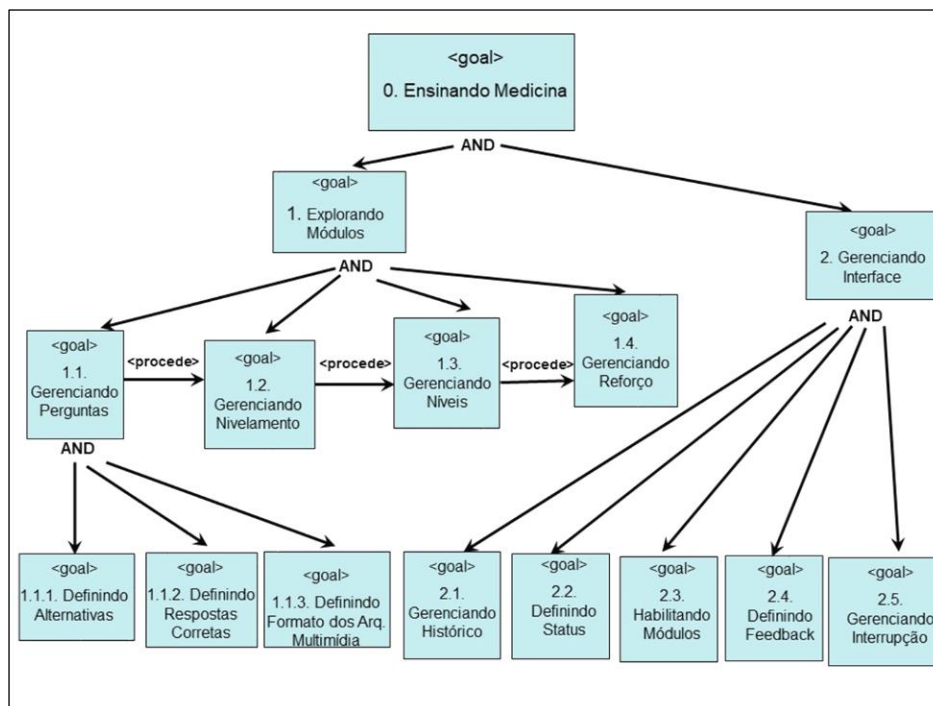 <goal>
0. Ensinando Medicina
AND
<goal>
1. Explorando
Módulos
<goal>
2. Gerenciando
Interface
AND
AND
<goal>
1.1.
Gerenciando
Perguntas
<procede>
<goal>
1.2.
Gerenciando
Nivelamento
<procede>
<goal>
1.3.
Gerenciando
Níveis
<procede>
<goal>
1.4.
Gerenciando
Reforço
AND
<goal>
1.1.1. Definindo
Alternativas
<goal>
1.1.2. Definindo
Respostas
Corretas
<goal>
1.1.3. Definindo
Formato dos Arq.
Multimídia
<goal>
2.1.
Gerenciando
Histórico
<goal>
2.2.
Definindo
Status
<goal>
2.3.
Habilitando
Módulos
<goal>
2.4.
Definindo
Feedback
<goal>
2.5.
Gerenciando
Interrupção